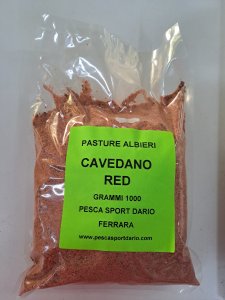 PASTURE ALBIERI
CAVEDANO
RED
GRAMMI 1000
PESCA SPORT DARIO
FERRARA
www.pescasportdario.com